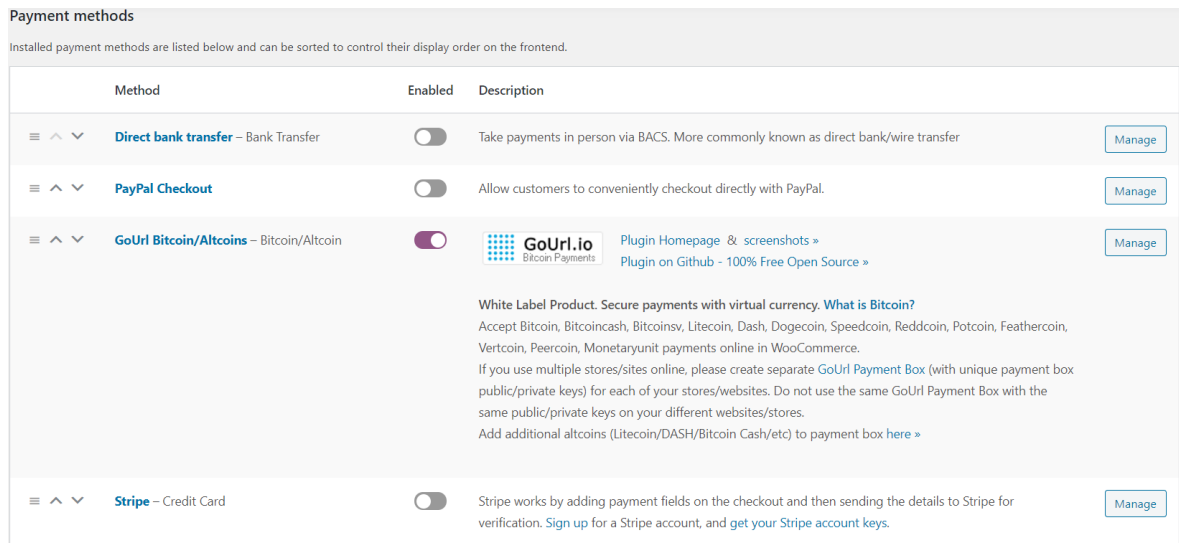 Payment methods
Installed payment methods are listed below and can be sorted to control their display order on the frontend.
Method Enabled Description
Direct bank transfer – Bank Transfer Take payments in person via BACS. More commonly known as direct bank/wire transfer Manage
PayPal Checkout Allow customers to conveniently checkout directly with PayPal. Manage
GoUrl Bitcoin/Altcoins – Bitcoin/Altcoin GoUrl.io Bitcoin Payments Plugin Homepage & screenshots » Manage
Plugin on Github - 100% Free Open Source »
White Label Product. Secure payments with virtual currency. What is Bitcoin?
Accept Bitcoin, Bitcoincash, Bitcoinsv, Litecoin, Dash, Dogecoin, Speedcoin, Reddcoin, Potcoin, Feathercoin,
Vertcoin, Peercoin, Monetaryunit payments online in WooCommerce.
If you use multiple stores/sites online, please create separate GoUrl Payment Box (with unique payment box
public/private keys) for each of your stores/websites. Do not use the same GoUrl Payment Box with the
same public/private keys on your different websites/stores.
Add additional altcoins (Litecoin/DASH/Bitcoin Cash/etc) to payment box here »
Stripe – Credit Card Stripe works by adding payment fields on the checkout and then sending the details to Stripe for Manage
verification. Sign up for a Stripe account, and get your Stripe account keys.